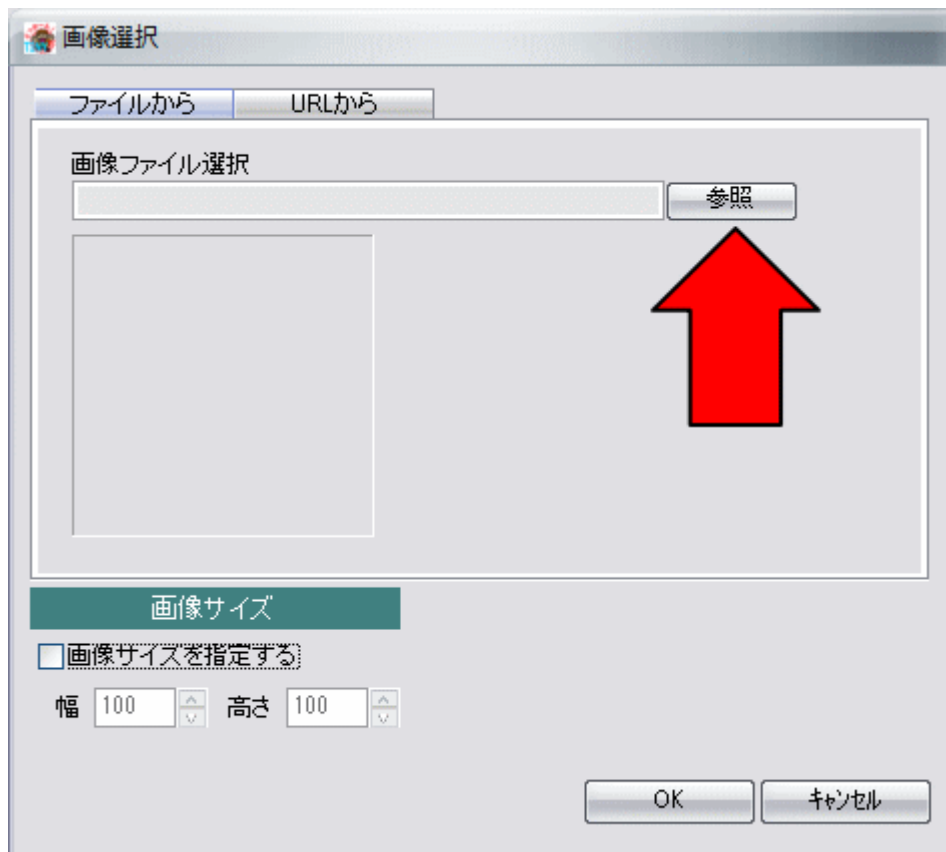 画像選択
ファイルから URLから
画像ファイル選択
参照
画像サイズ
画像サイズを指定する
幅 100 高さ 100
OK キャンセル